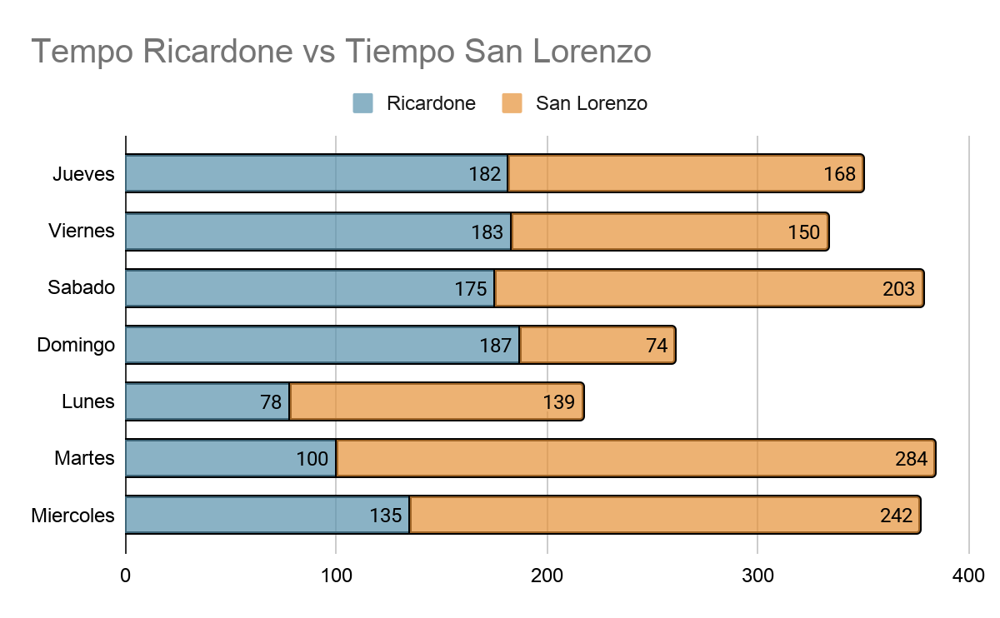 Tempo Ricardone vs Tiempo San Lorenzo
Ricardone San Lorenzo
Jueves 182 168
Viernes 183 150
Sabado 175 203
Domingo 187 74
Lunes 78 139
Martes 100 284
Miercoles 135 242
0 100 200 300 400